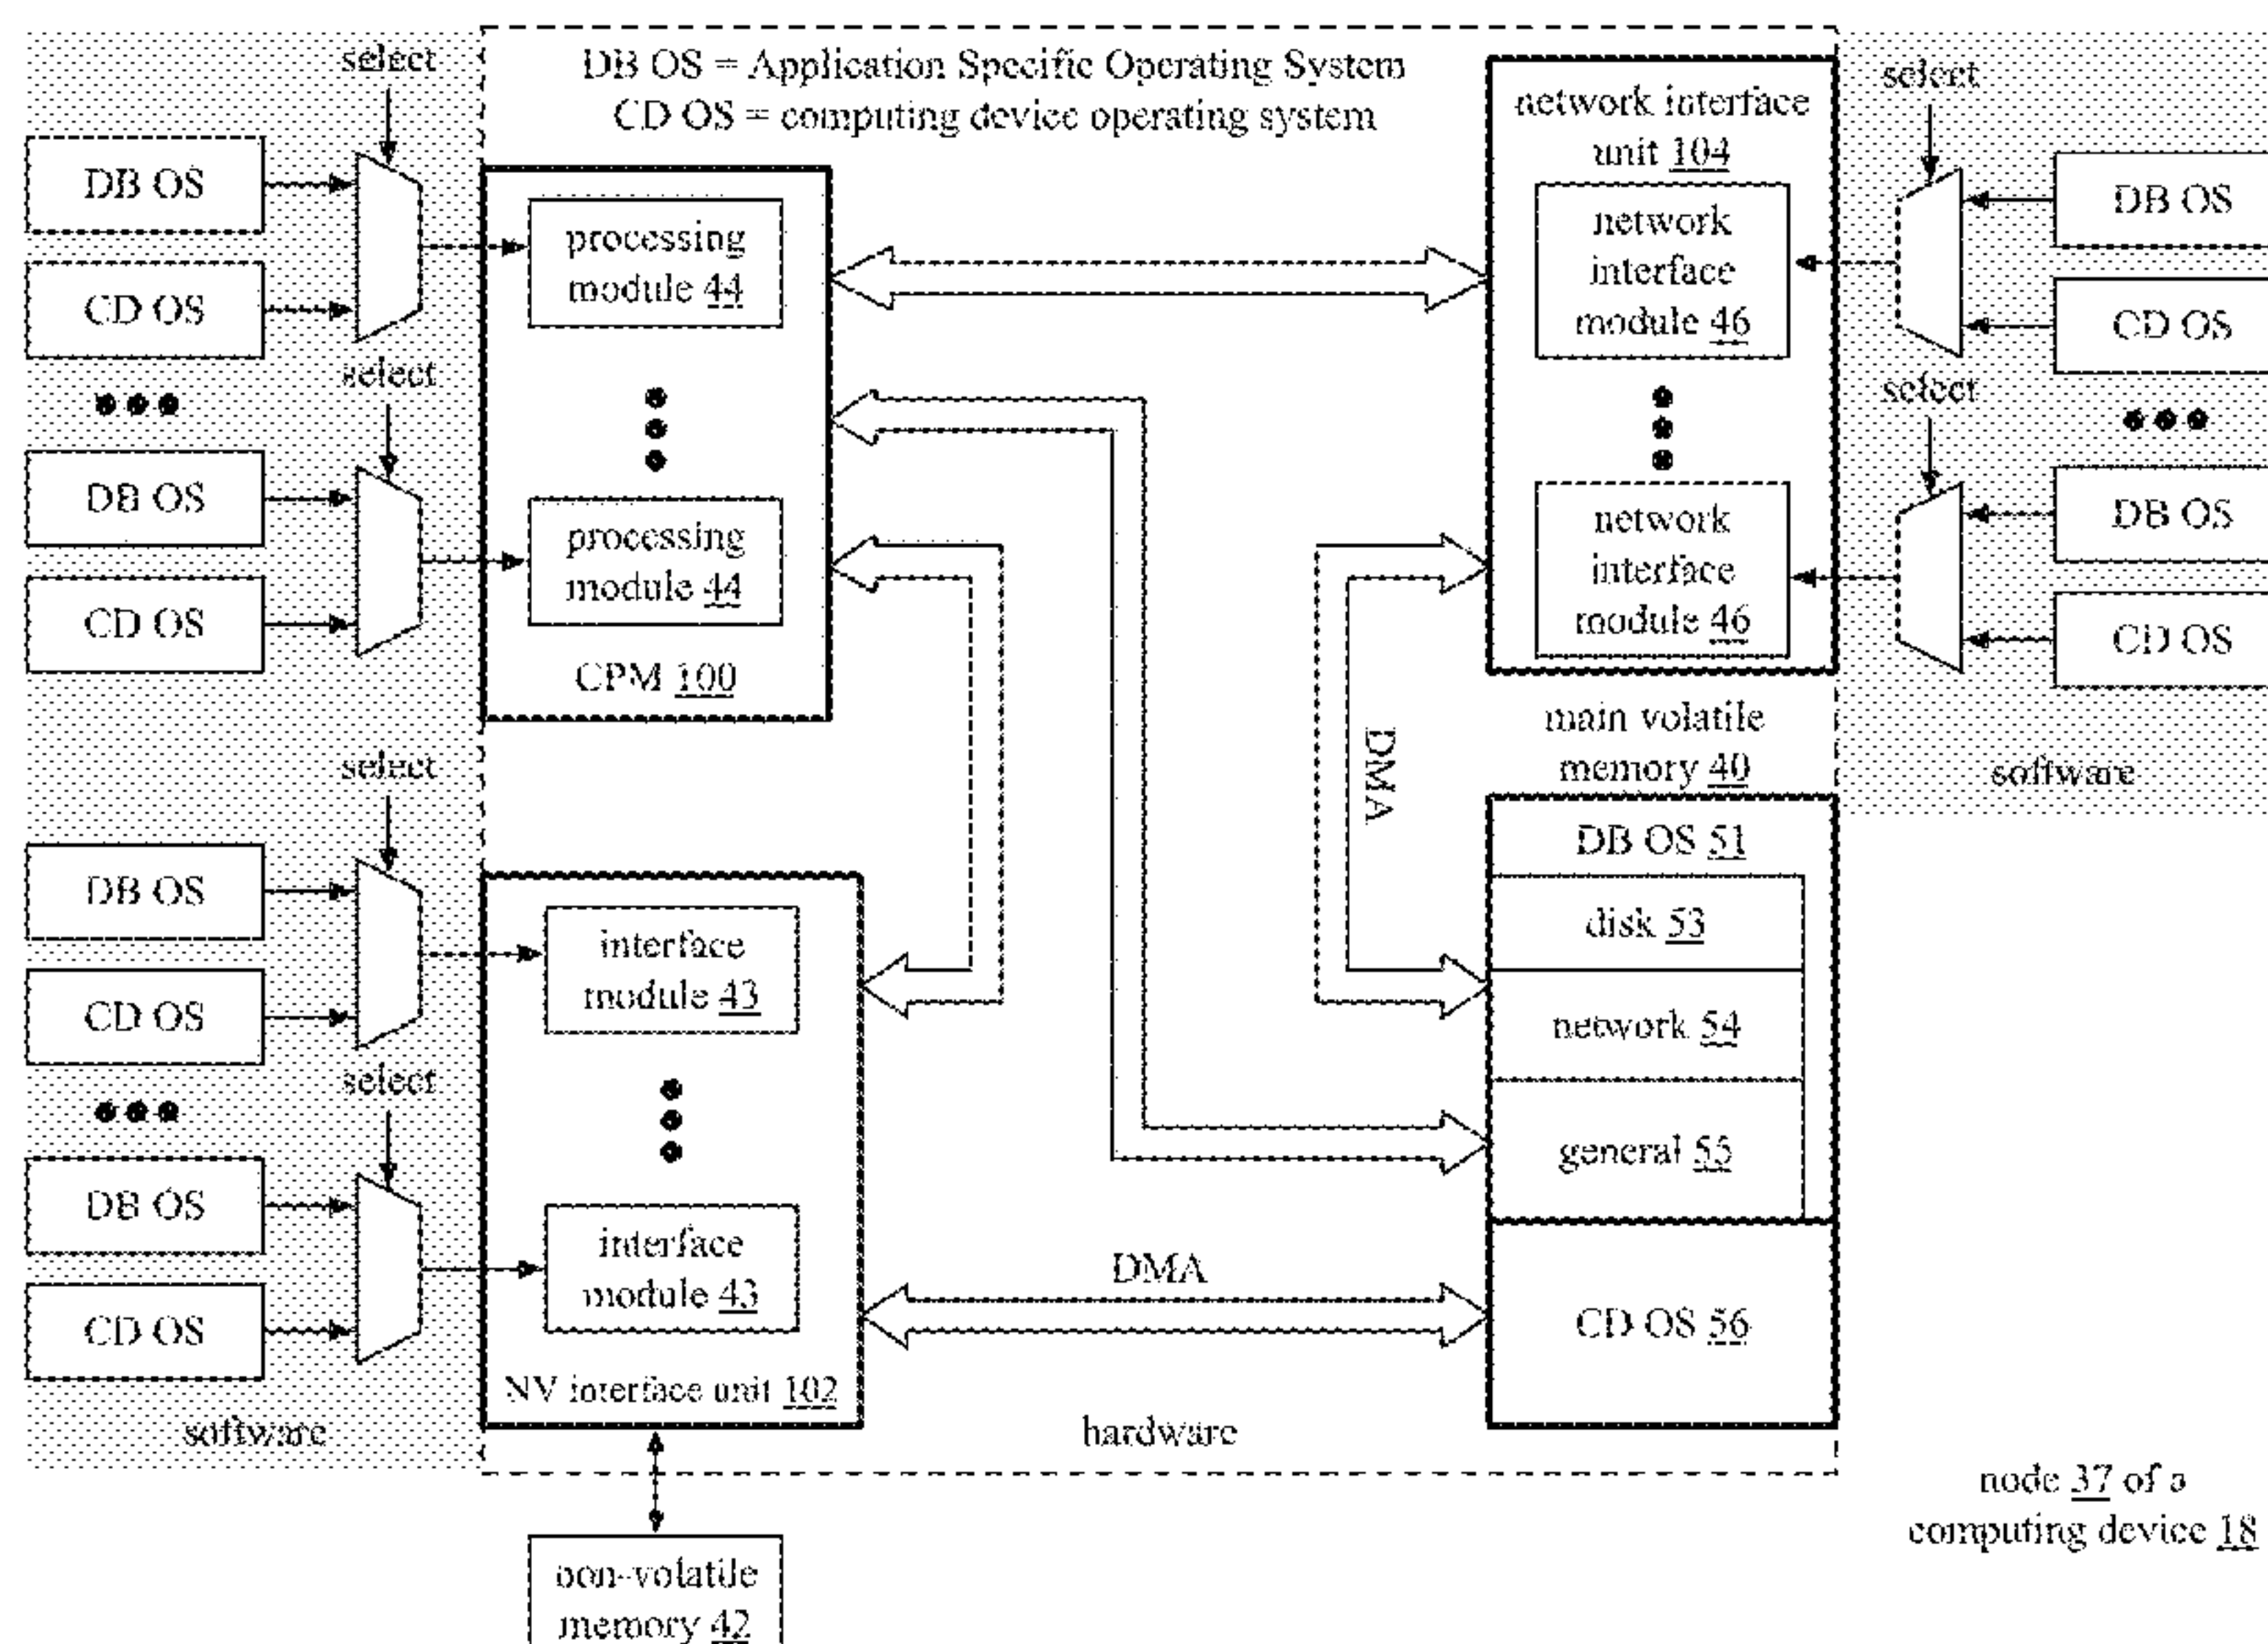 select
DB OS = Application Specific Operating System
CD OS = computing device operating system
DB OS
CD OS
select
DB OS
CD OS
processing
module 44
processing
module 44
CPM 100
network interface
unit 104
network
interface
module 46
network
interface
module 46
select
DB OS
CD OS
select
DB OS
CD OS
software
main volatile
memory 40
DMA
DB OS 51
disk 53
network 54
general 55
CD OS 56
select
DB OS
CD OS
select
DB OS
CD OS
software
interface
module 43
interface
module 43
NV interface unit 102
DMA
hardware
non-volatile
memory 42
node 37 of a
computing device 18